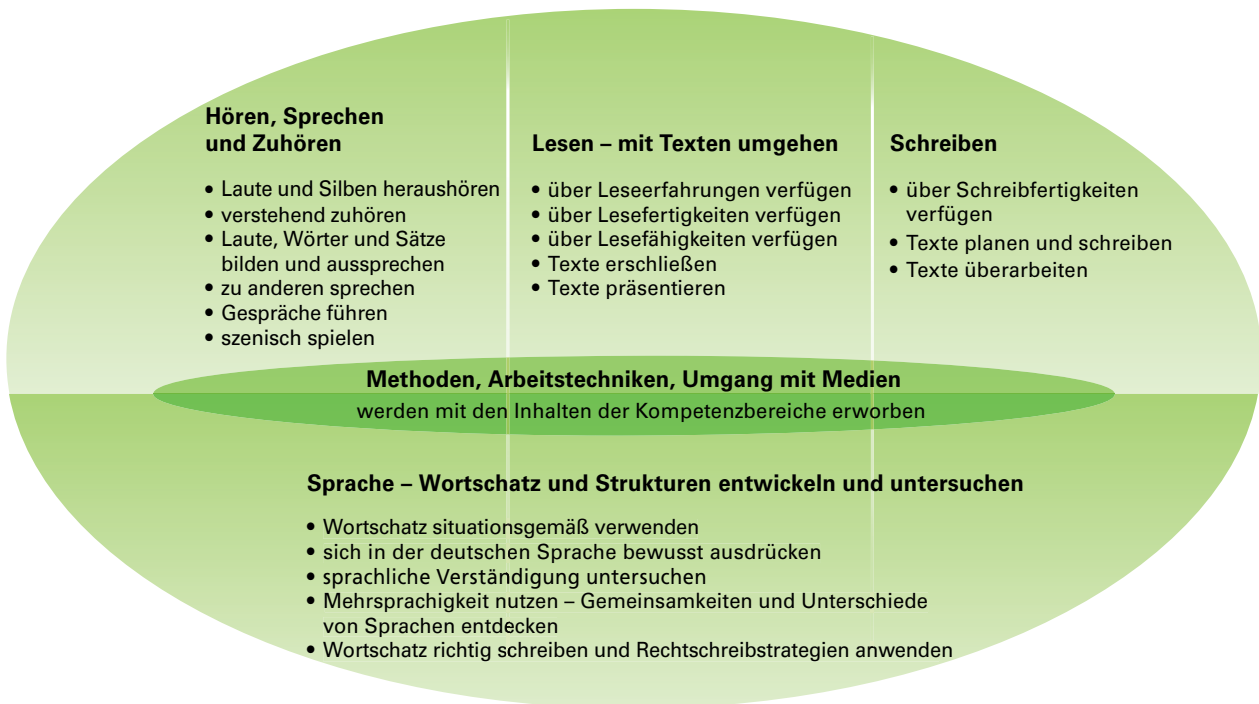 Hören, Sprechen
und Zuhören
• Laute und Silben heraushören
• verstehend zuhören
• Laute, Wörter und Sätze
bilden und aussprechen
• zu anderen sprechen
• Gespräche führen
• szenisch spielen
Lesen – mit Texten umgehen
• über Leseerfahrungen verfügen
• über Lesefertigkeiten verfügen
• über Lesefähigkeiten verfügen
• Texte erschließen
• Texte präsentieren
Schreiben
• über Schreibfertigkeiten
verfügen
• Texte planen und schreiben
• Texte überarbeiten
Methoden, Arbeitstechniken, Umgang mit Medien
werden mit den Inhalten der Kompetenzbereiche erworben
Sprache – Wortschatz und Strukturen entwickeln und untersuchen
• Wortschatz situationsgemäß verwenden
• sich in der deutschen Sprache bewusst ausdrücken
• sprachliche Verständigung untersuchen
• Mehrsprachigkeit nutzen – Gemeinsamkeiten und Unterschiede
von Sprachen entdecken
• Wortschatz richtig schreiben und Rechtschreibstrategien anwenden